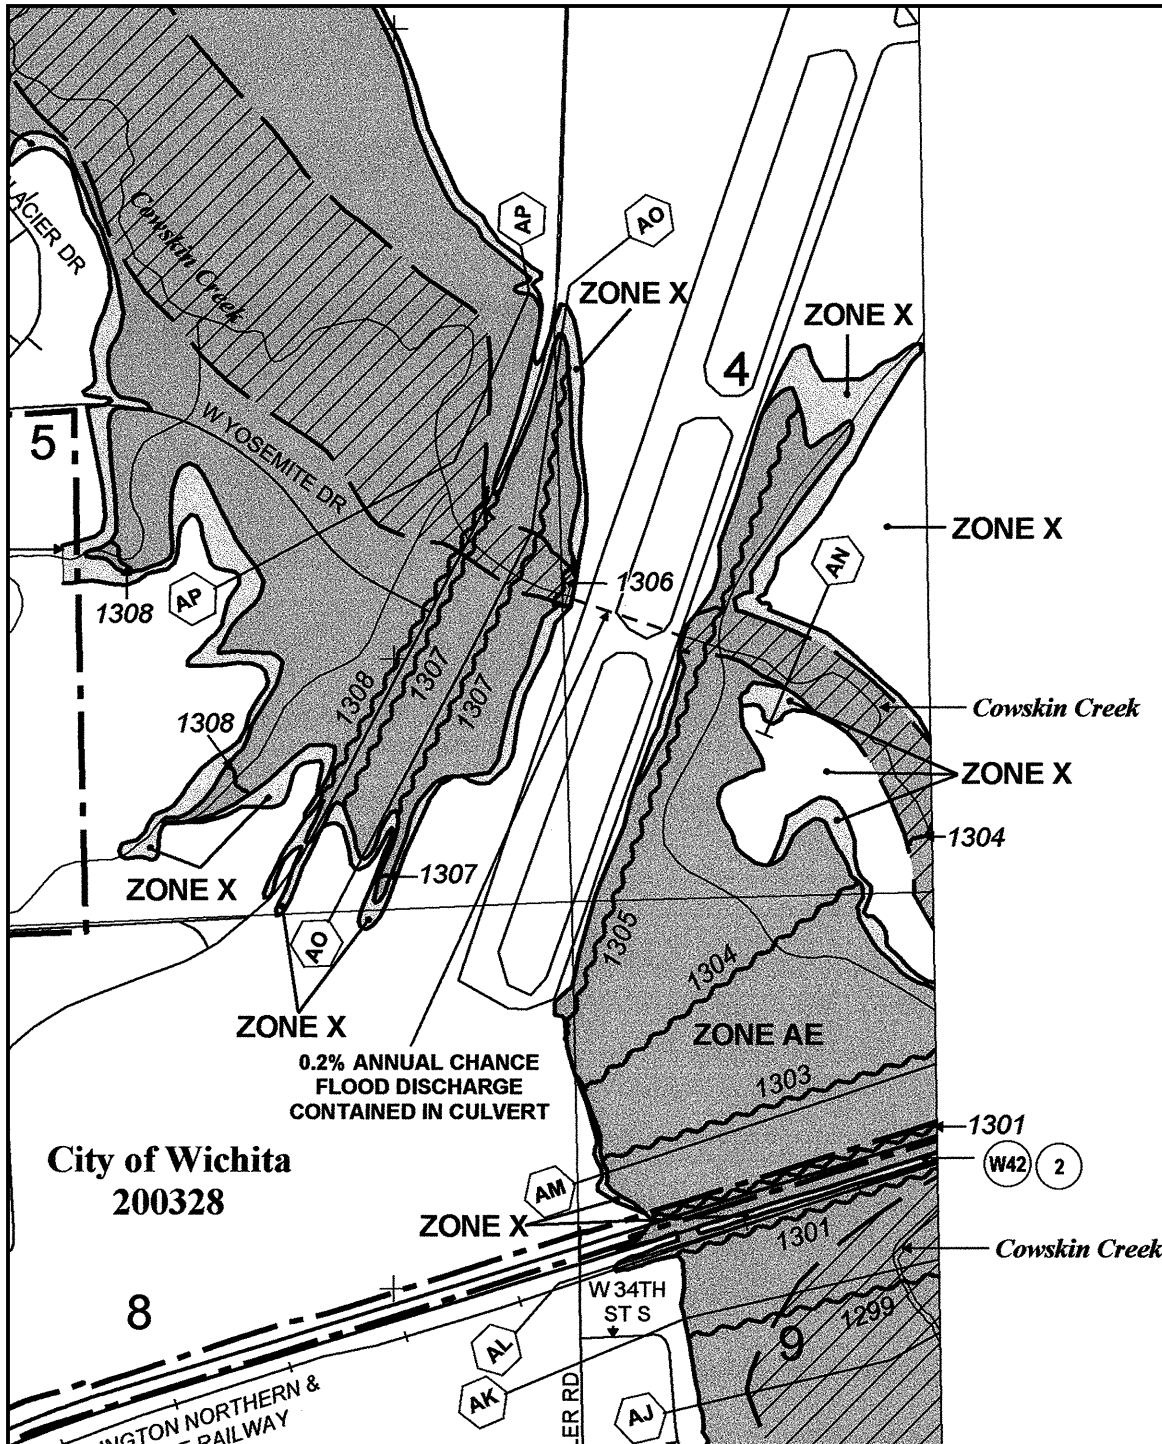 AP
AO
ZONE X
ZONE X
LACIER DR
Cowskin Creek
4
5
W YOSEMITE DR
ZONE X
AN
1308
AP
1306
1307
1308
1307
1308
Cowskin Creek
ZONE X
1304
ZONE X
1307
AO
1305
1304
ZONE X
ZONE AE
0.2% ANNUAL CHANCE
FLOOD DISCHARGE
CONTAINED IN CULVERT
1303
1301
City of Wichita
200328
W42
2
AM
ZONE X
1301
Cowskin Creek
8
W 34TH
ST S
1299
9
AL
AK
AJ
LER RD
NGTON NORTHERN &
RAILWAY